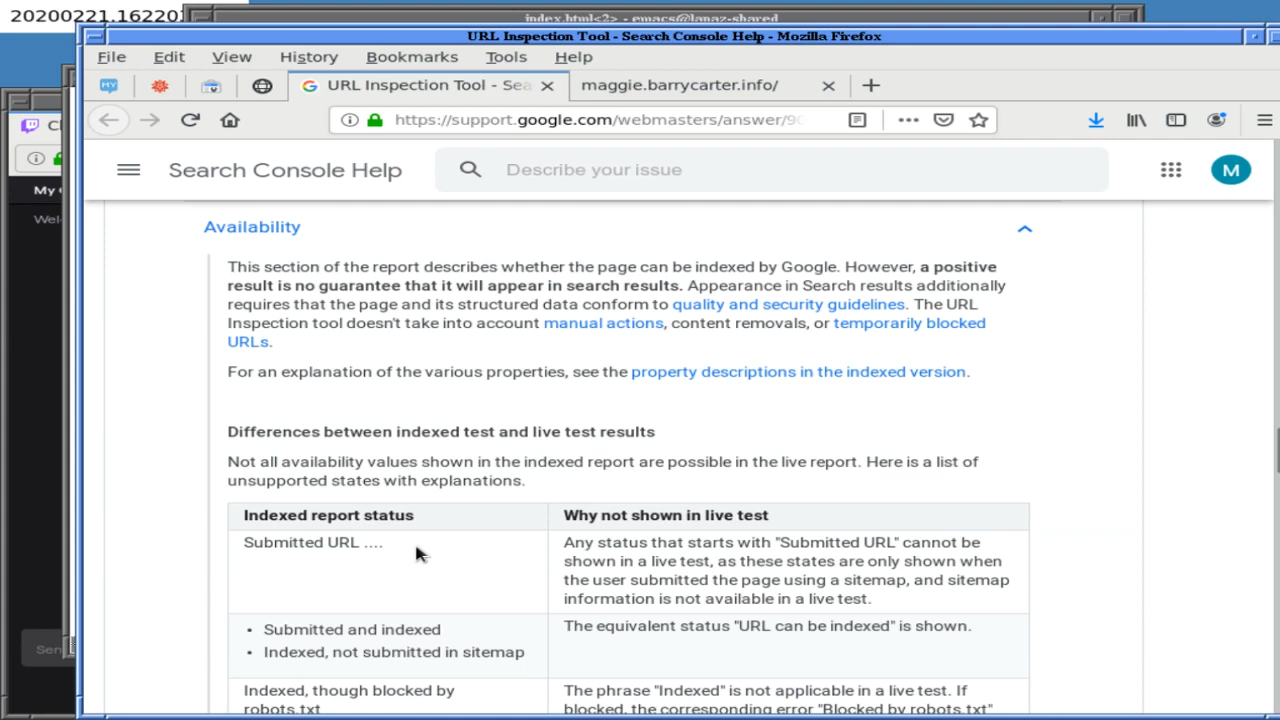 20200221.16220
index.html<2> - emacs@lanaz-shared
URL Inspection Tool - Search Console Help - Mozilla Firefox
File Edit View History Bookmarks Tools Help
URL Inspection Tool - Sea
maggie.barrycarter.info/
https://support.google.com/webmasters/answer/90
Search Console Help
Describe your issue
M
My
Wel
Sen
Availability
This section of the report describes whether the page can be indexed by Google. However, a positive
result is no guarantee that it will appear in search results. Appearance in Search results additionally
requires that the page and its structured data conform to quality and security guidelines. The URL
Inspection tool doesn't take into account manual actions, content removals, or temporarily blocked
URLs.
For an explanation of the various properties, see the property descriptions in the indexed version.
Differences between indexed test and live test results
Not all availability values shown in the indexed report are possible in the live report. Here is a list of
unsupported states with explanations.
Indexed report status
Why not shown in live test
Submitted URL ....
Any status that starts with "Submitted URL" cannot be
shown in a live test, as these states are only shown when
the user submitted the page using a sitemap, and sitemap
information is not available in a live test.
• Submitted and indexed
• Indexed, not submitted in sitemap
The equivalent status "URL can be indexed" is shown.
Indexed, though blocked by
robots.txt
The phrase "Indexed" is not applicable in a live test. If
blocked, the corresponding error "Blocked by robots.txt"